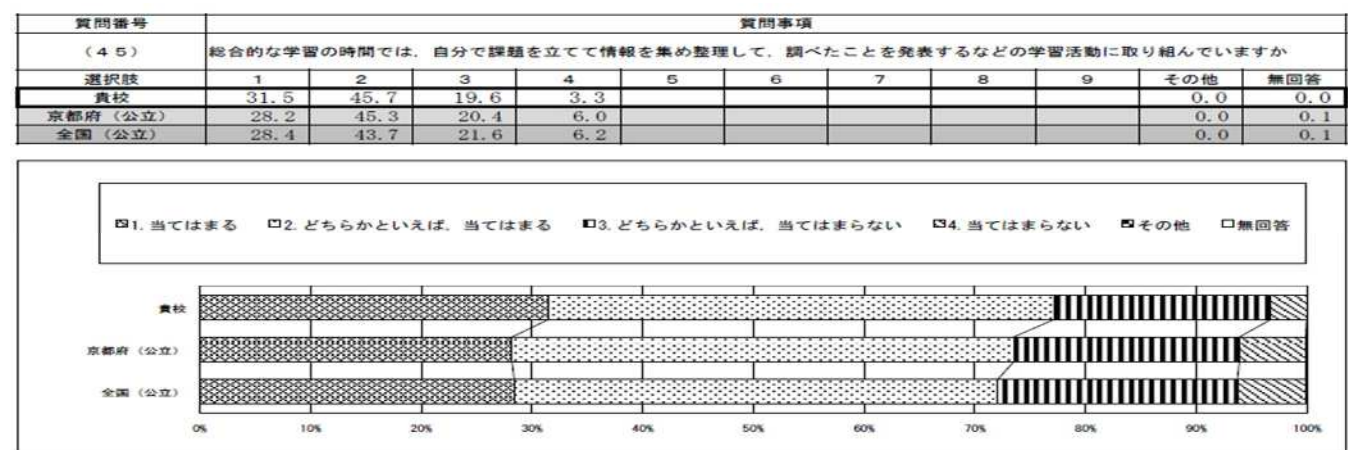 質問番号 質問事項
（４５） 総合的な学習の時間では，自分で課題を立てて情報を集め整理して，調べたことを発表するなどの学習活動に取り組んでいますか
選択肢 1 2 3 4 5 6 7 8 9 その他 無回答
貴校 31.5 45.7 19.6 3.3 0.0 0.0
京都府（公立） 28.2 45.3 20.4 6.0 0.0 0.1
全国（公立） 28.4 43.7 21.6 6.2 0.0 0.1
1.当てはまる 2.どちらかといえば，当てはまる 3.どちらかといえば，当てはまらない 4.当てはまらない その他 無回答
貴校
京都府（公立）
全国（公立）
0% 10% 20% 30% 40% 50% 60% 70% 80% 90% 100%